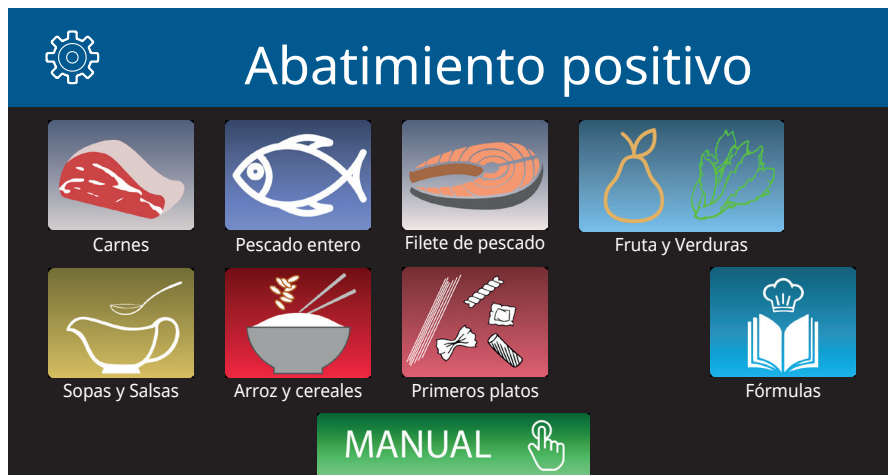 Abatimiento positivo
Carnes
Pescado entero
Filete de pescado
Fruta y Verduras
Sopas y Salsas
Arroz y cereales
Primeros platos
Fórmulas
MANUAL